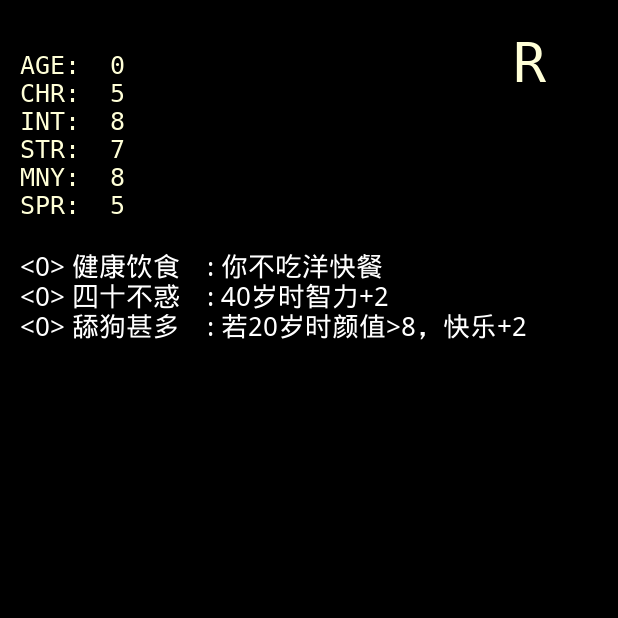 R
AGE: 0
CHR: 5
INT: 8
STR: 7
MNY: 8
SPR: 5
<0> 健康饮食 : 你不吃洋快餐
<0> 四十不惑 : 40岁时智力+2
<0> 舔狗甚多 : 若20岁时颜值>8，快乐+2